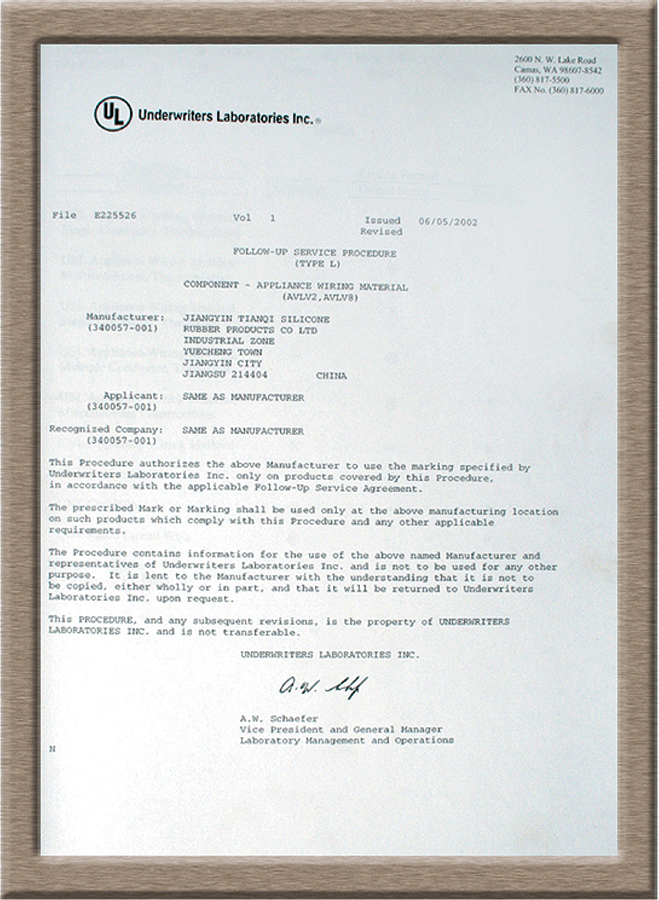 2600 N. W. Lake Road
Camas, WA 98607-8542
(360) 817-5500
FAX No. (360) 817-6000
UL Underwriters Laboratories Inc.®
File E225526 Vol 1 Issued 06/05/2002
Revised
FOLLOW-UP SERVICE PROCEDURE
(TYPE L)
COMPONENT - APPLIANCE WIRING MATERIAL
(AVLV2,AVLV8)
Manufacturer: JIANGYIN TIANQI SILICONE
(340057-001) RUBBER PRODUCTS CO LTD
INDUSTRIAL ZONE
YUECHENG TOWN
JIANGYIN CITY
JIANGSU 214404 CHINA
Applicant: SAME AS MANUFACTURER
(340057-001)
Recognized Company: SAME AS MANUFACTURER
(340057-001)
This Procedure authorizes the above Manufacturer to use the marking specified by
Underwriters Laboratories Inc. only on products covered by this Procedure,
in accordance with the applicable Follow-Up Service Agreement.
The prescribed Mark or Marking shall be used only at the above manufacturing location
on such products which comply with this Procedure and any other applicable
requirements.
The Procedure contains information for the use of the above named Manufacturer and
representatives of Underwriters Laboratories Inc. and is not to be used for any other
purpose. It is lent to the Manufacturer with the understanding that it is not to
be copied, either wholly or in part, and that it will be returned to Underwriters
Laboratories Inc. upon request.
This PROCEDURE, and any subsequent revisions, is the property of UNDERWRITERS
LABORATORIES INC. and is not transferable.
UNDERWRITERS LABORATORIES INC.
A.W. Schaefer
Vice President and General Manager
Laboratory Management and Operations
N